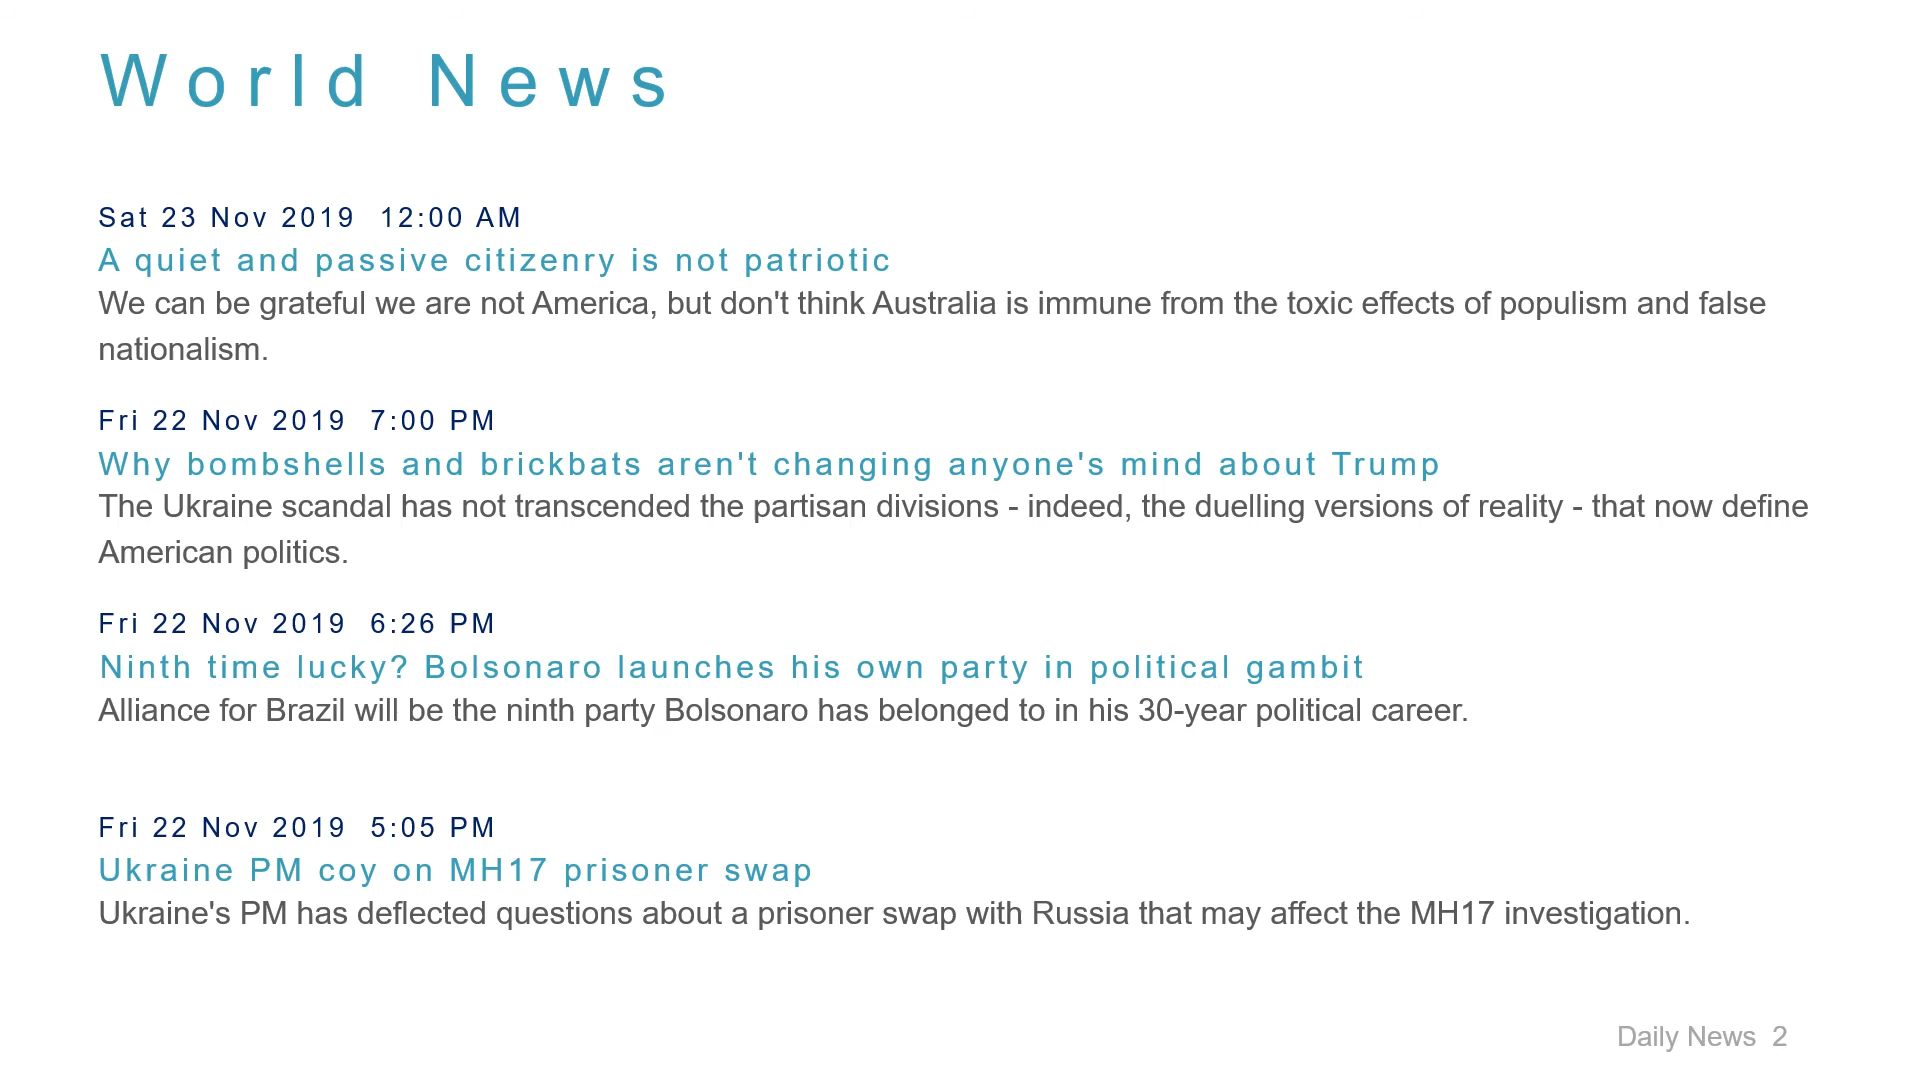 World News
Sat 23 Nov 2019 12:00 AM
A quiet and passive citizenry is not patriotic
We can be grateful we are not America, but don't think Australia is immune from the toxic effects of populism and false
nationalism.
Fri 22 Nov 2019 7:00 PM
Why bombshells and brickbats aren't changing anyone's mind about Trump
The Ukraine scandal has not transcended the partisan divisions - indeed, the duelling versions of reality - that now define
American politics.
Fri 22 Nov 2019 6:26 PM
Ninth time lucky? Bolsonaro launches his own party in political gambit
Alliance for Brazil will be the ninth party Bolsonaro has belonged to in his 30-year political career.
Fri 22 Nov 2019 5:05 PM
Ukraine PM coy on MH17 prisoner swap
Ukraine's PM has deflected questions about a prisoner swap with Russia that may affect the MH17 investigation.
Daily News 2